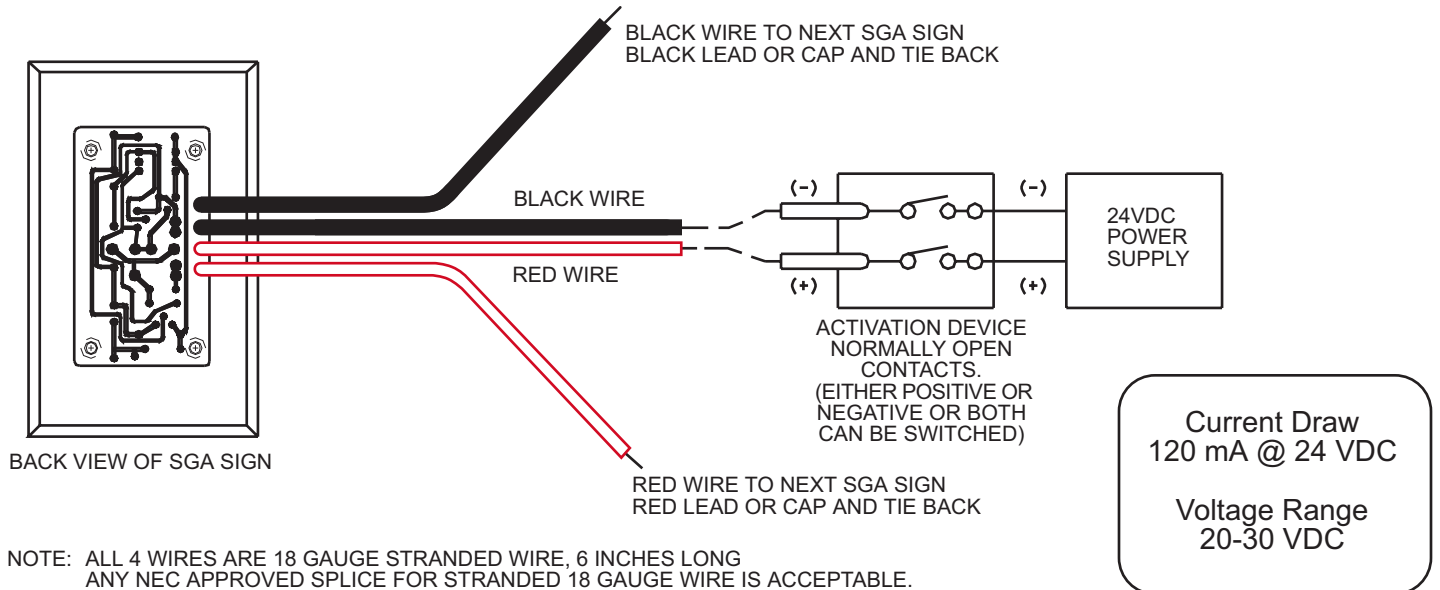 BLACK WIRE TO NEXT SGA SIGN
BLACK LEAD OR CAP AND TIE BACK
BLACK WIRE
(-)
(-)
24VDC
POWER
SUPPLY
RED WIRE
(+)
(+)
ACTIVATION DEVICE
NORMALLY OPEN
CONTACTS.
(EITHER POSITIVE OR
NEGATIVE OR BOTH
CAN BE SWITCHED)
BACK VIEW OF SGA SIGN
RED WIRE TO NEXT SGA SIGN
RED LEAD OR CAP AND TIE BACK
Current Draw
120 mA @ 24 VDC
Voltage Range
20-30 VDC
NOTE: ALL 4 WIRES ARE 18 GAUGE STRANDED WIRE, 6 INCHES LONG
ANY NEC APPROVED SPLICE FOR STRANDED 18 GAUGE WIRE IS ACCEPTABLE.